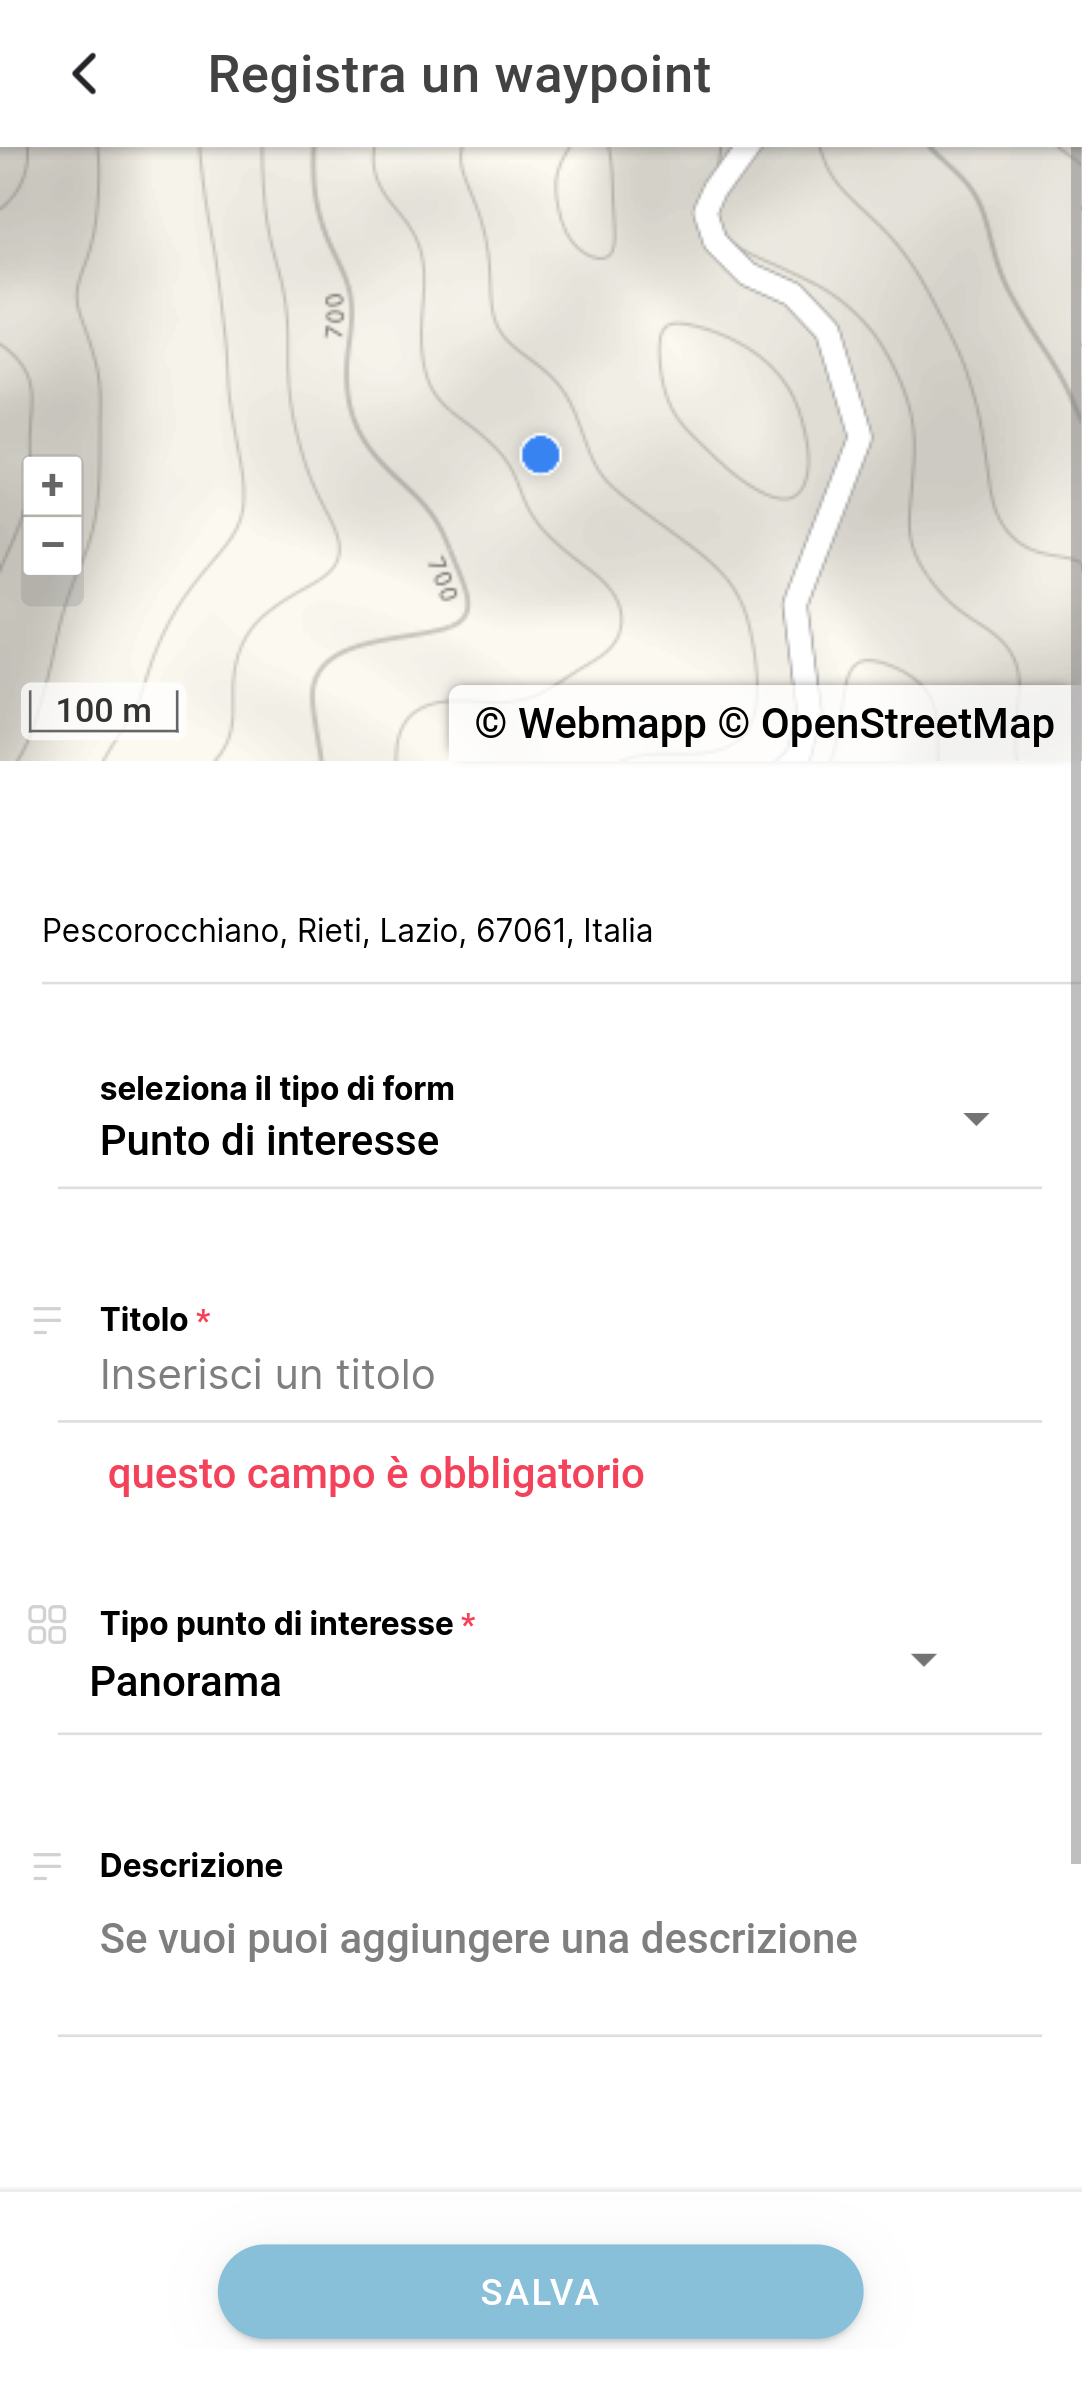 Registra un waypoint
700
+
−
700
100 m
© Webmapp © OpenStreetMap
Pescorocchiano, Rieti, Lazio, 67061, Italia
seleziona il tipo di form
Punto di interesse
Titolo *
Inserisci un titolo
questo campo è obbligatorio
Tipo punto di interesse *
Panorama
Descrizione
Se vuoi puoi aggiungere una descrizione
SALVA